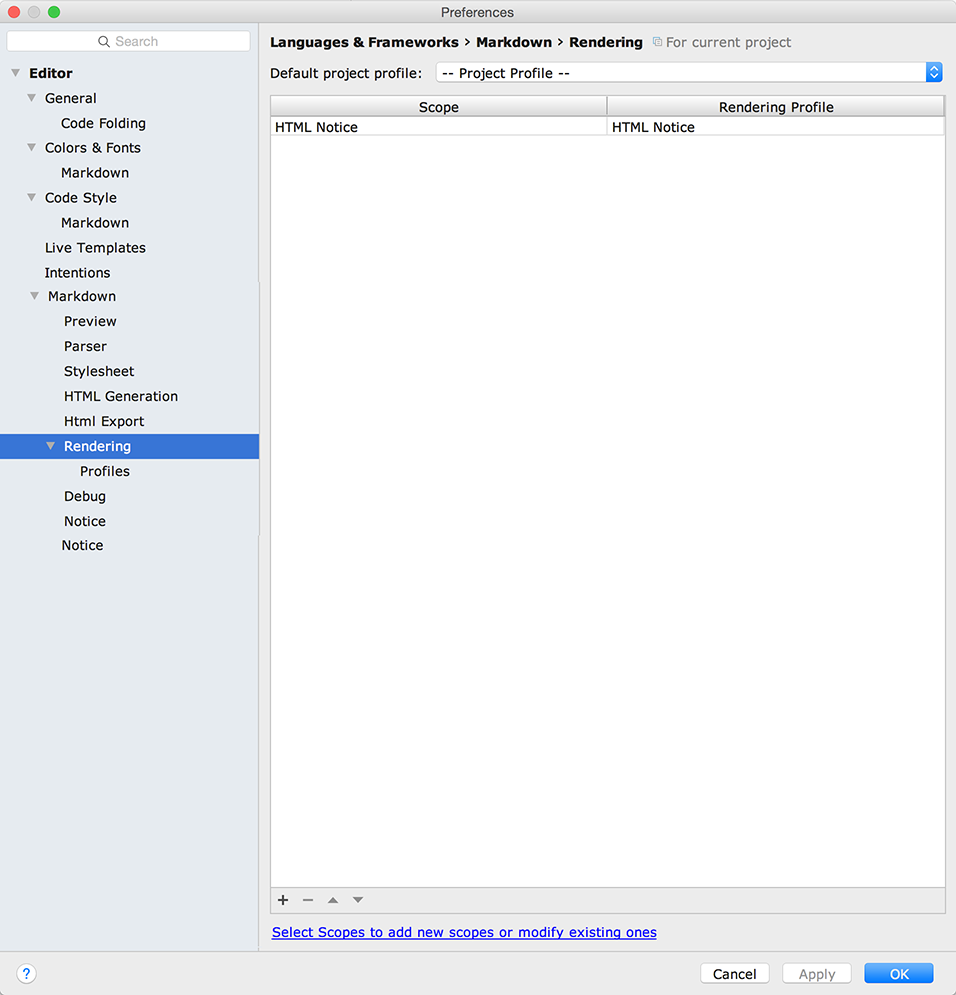 Preferences
Search
Editor
General
Code Folding
Colors & Fonts
Markdown
Code Style
Markdown
Live Templates
Intentions
Markdown
Preview
Parser
Stylesheet
HTML Generation
Html Export
Rendering
Profiles
Debug
Notice
Notice
Languages & Frameworks › Markdown › Rendering For current project
Default project profile: -- Project Profile --
Scope Rendering Profile
HTML Notice HTML Notice
Select Scopes to add new scopes or modify existing ones
? Cancel Apply OK